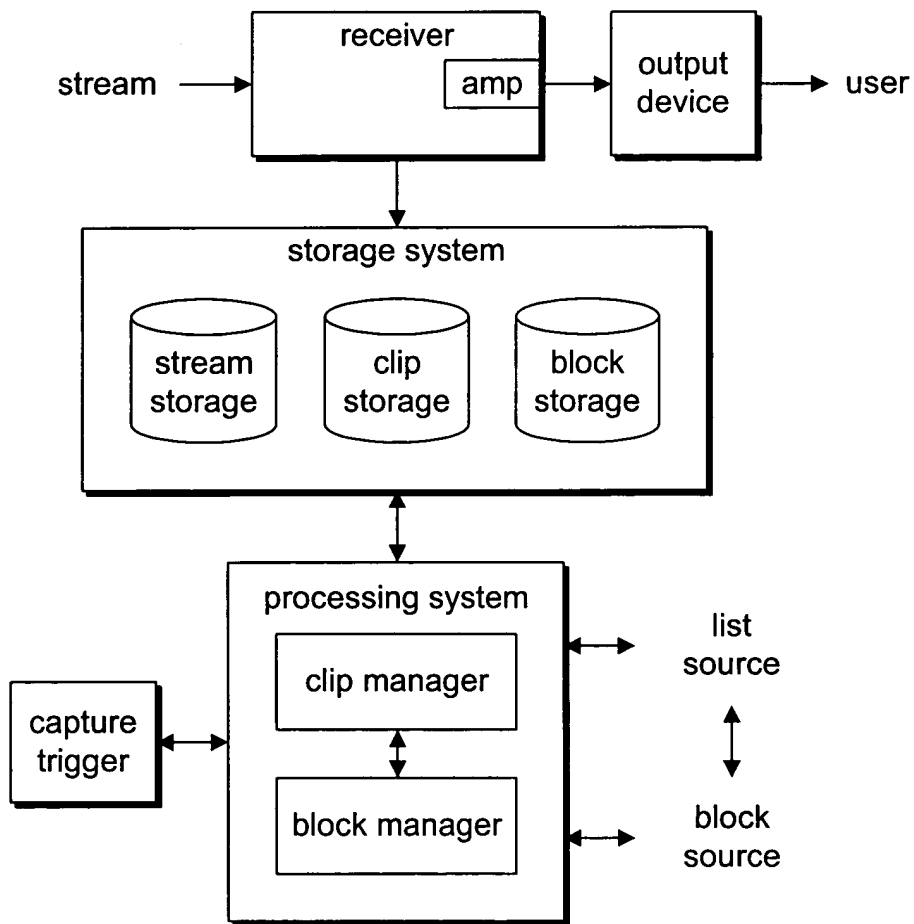 receiver
stream
amp
output
device
user
storage system
stream
storage
clip
storage
block
storage
processing system
clip manager
list
source
capture
trigger
block manager
block
source